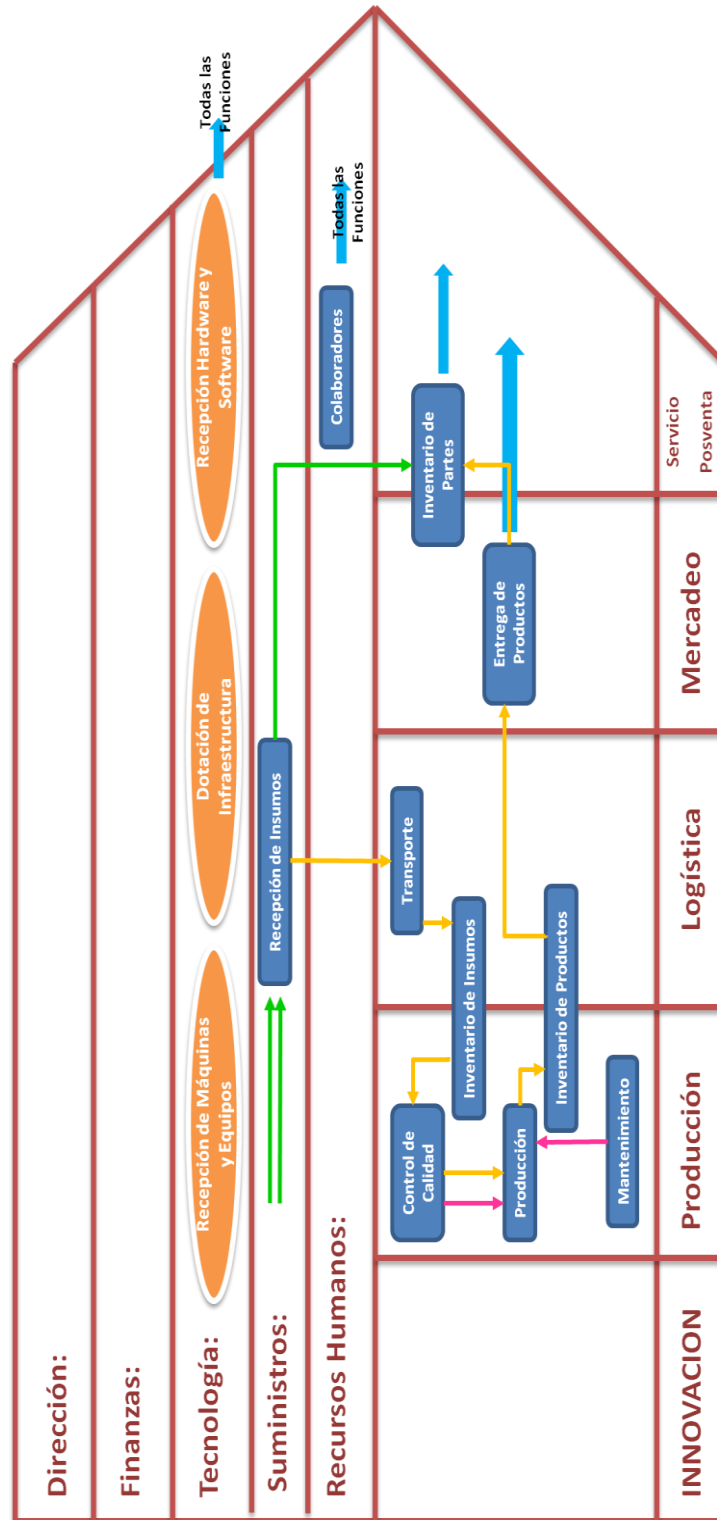 Dirección:
Finanzas:
Tecnología:
Recepción de Máquinas
y Equipos
Dotación de
Infraestructura
Recepción Hardware y
Software
Todas las
Funciones
Suministros:
Recepción de Insumos
Recursos Humanos:
Colaboradores
Todas las
Funciones
Control de
Calidad
Transporte
Inventario de
Partes
Inventario de Insumos
Producción
Entrega de
Productos
Inventario de Productos
Mantenimiento
INNOVACION
Producción
Logística
Mercadeo
Servicio
Posventa